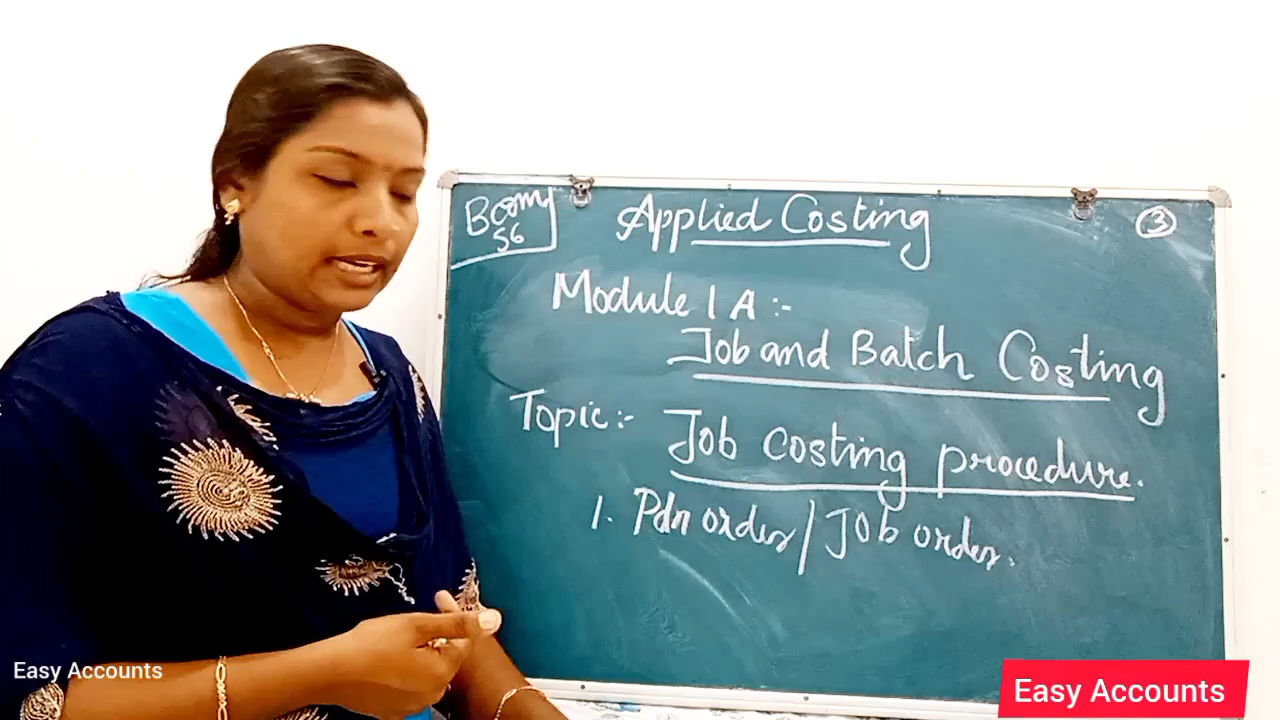 Bcom
S6
Applied Costing
3
Module 1 A :-
Job and Batch Costing
Topic :- Job costing procedure.
1. Pdn order / Job order.
Easy Accounts
Easy Accounts